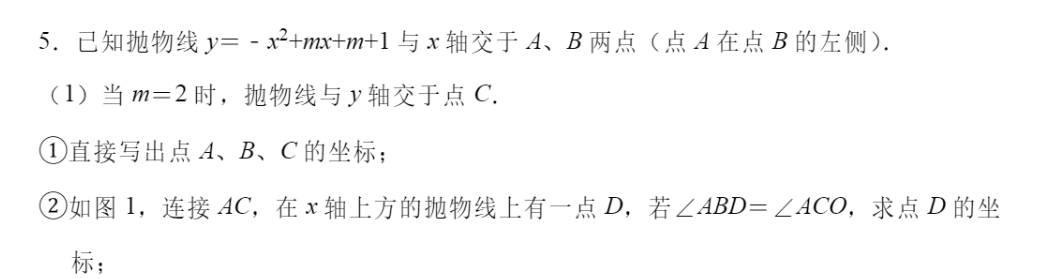 5．已知抛物线 y＝﹣x²+mx+m+1 与 x 轴交于 A、B 两点（点 A 在点 B 的左侧）．
（1）当 m＝2 时，抛物线与 y 轴交于点 C．
①直接写出点 A、B、C 的坐标；
②如图 1，连接 AC，在 x 轴上方的抛物线上有一点 D，若∠ABD＝∠ACO，求点 D 的坐
标；